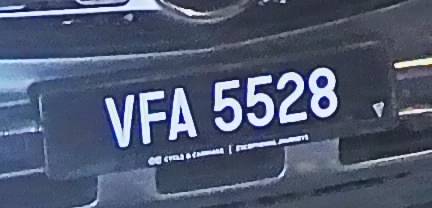 VFA 5528
CYCLE & CARRIAGE | EXCEPTIONAL JOURNEYS